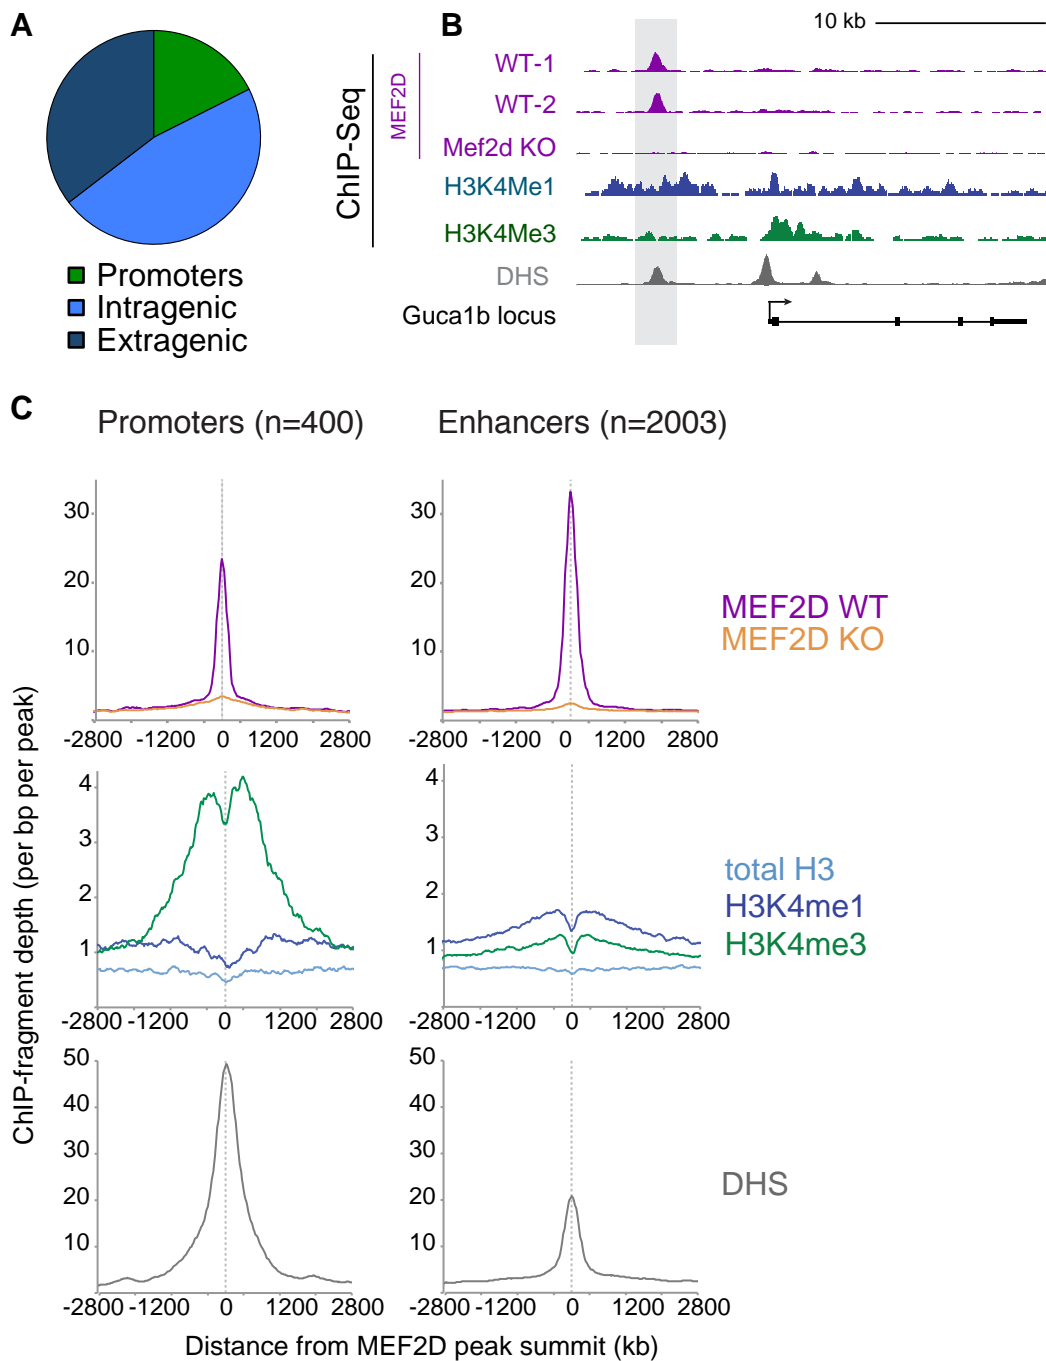 A
Promoters
Intragenic
Extragenic
B
10 kb
ChIP-Seq
MEF2D
WT-1
WT-2
Mef2d KO
H3K4Me1
H3K4Me3
DHS
Guca1b locus
C
Promoters (n=400)
Enhancers (n=2003)
ChIP-fragment depth (per bp per peak)
30
20
10
-2800 -1200 0 1200 2800
30
20
10
-2800 -1200 0 1200 2800
MEF2D WT
MEF2D KO
4
3
2
1
-2800 -1200 0 1200 2800
4
3
2
1
-2800 -1200 0 1200 2800
total H3
H3K4me1
H3K4me3
50
40
30
20
10
-2800 -1200 0 1200 2800
50
40
30
20
10
-2800 -1200 0 1200 2800
DHS
Distance from MEF2D peak summit (kb)